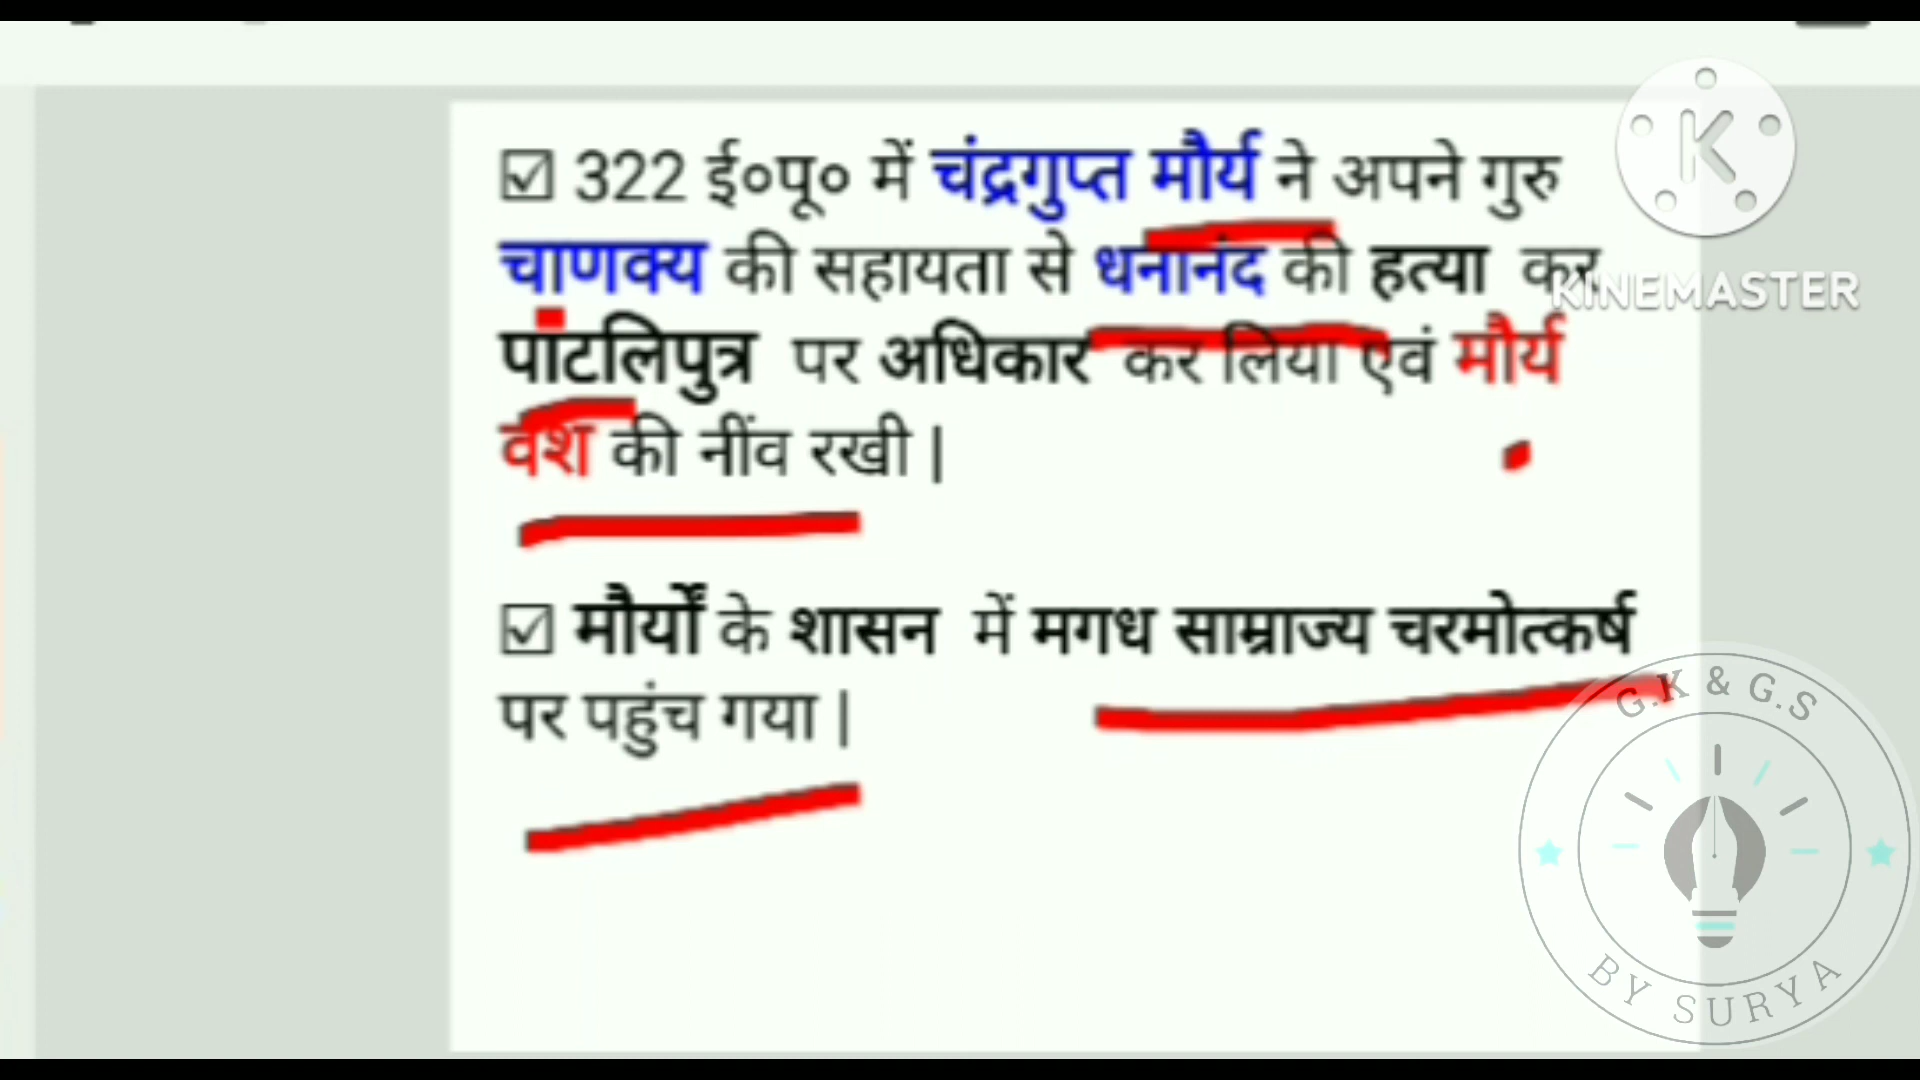 ☑ 322 ई०पू० में चंद्रगुप्त मौर्य ने अपने गुरु
चाणक्य की सहायता से धनानंद की हत्या कर
पाटलिपुत्र पर अधिकार कर लिया एवं मौर्य
वंश की नींव रखी |
☑ मौर्यों के शासन में मगध साम्राज्य चरमोत्कर्ष
पर पहुंच गया |
K
KINEMASTER
G.K & G.S
BY SURYA